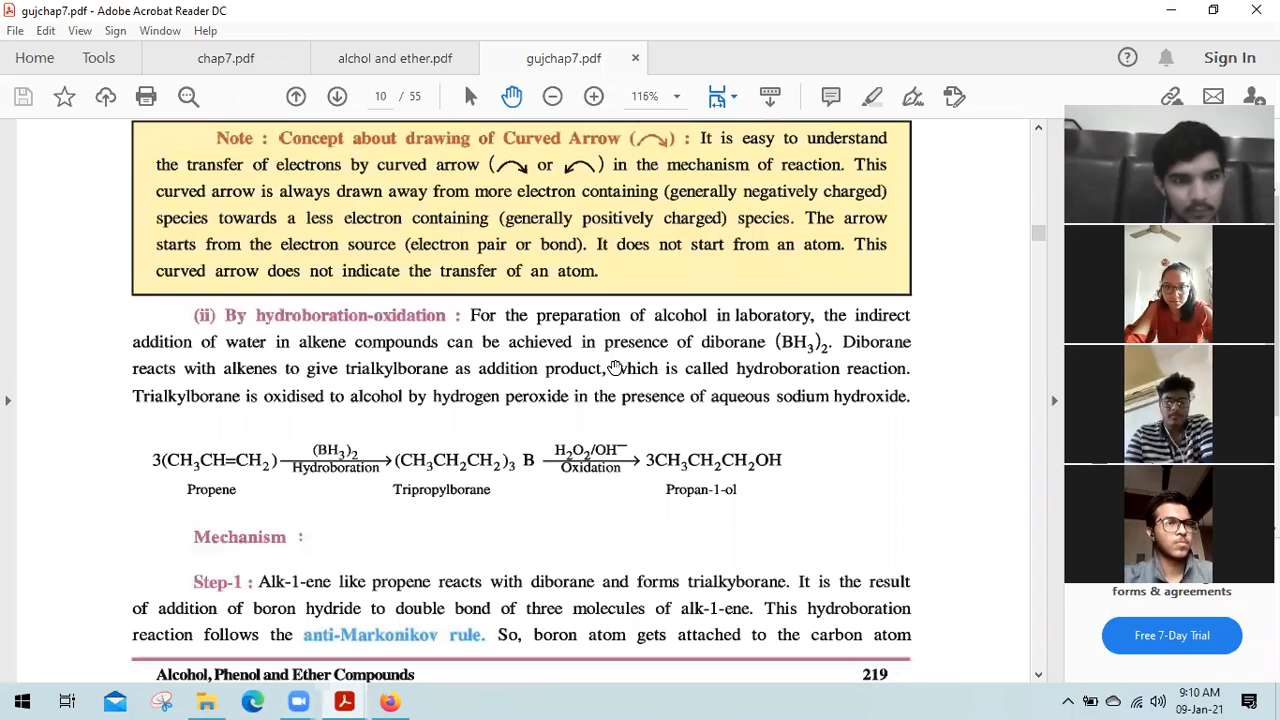 gujchap7.pdf - Adobe Acrobat Reader DC
File Edit View Sign Window Help
Home Tools chap7.pdf alchol and ether.pdf gujchap7.pdf × Sign In
10 / 55 116%
Note : Concept about drawing of Curved Arrow (⤵) : It is easy to understand
the transfer of electrons by curved arrow (⤵ or ⤹) in the mechanism of reaction. This
curved arrow is always drawn away from more electron containing (generally negatively charged)
species towards a less electron containing (generally positively charged) species. The arrow
starts from the electron source (electron pair or bond). It does not start from an atom. This
curved arrow does not indicate the transfer of an atom.
(ii) By hydroboration-oxidation : For the preparation of alcohol in laboratory, the indirect
addition of water in alkene compounds can be achieved in presence of diborane (BH₃)₂. Diborane
reacts with alkenes to give trialkylborane as addition product, which is called hydroboration reaction.
Trialkylborane is oxidised to alcohol by hydrogen peroxide in the presence of aqueous sodium hydroxide.
(BH₃)₂ H₂O₂/OH⁻
3(CH₃CH=CH₂) → (CH₃CH₂CH₂)₃ B → 3CH₃CH₂CH₂OH
Hydroboration Oxidation
Propene Tripropylborane Propan-1-ol
Mechanism :
Step-1 : Alk-1-ene like propene reacts with diborane and forms trialkyborane. It is the result
of addition of boron hydride to double bond of three molecules of alk-1-ene. This hydroboration
reaction follows the anti-Markonikov rule. So, boron atom gets attached to the carbon atom
Alcohol, Phenol and Ether Compounds 219
forms & agreements
Free 7-Day Trial
9:10 AM
09-Jan-21